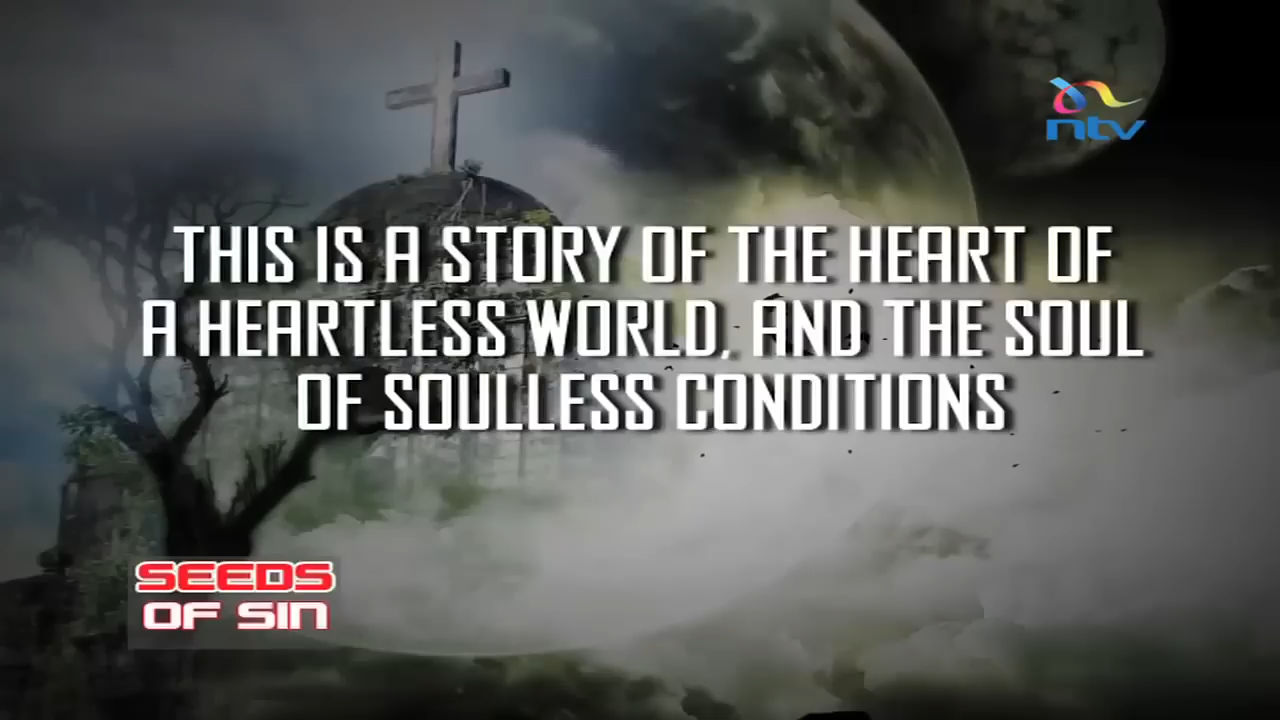 ntv
THIS IS A STORY OF THE HEART OF
A HEARTLESS WORLD, AND THE SOUL
OF SOULLESS CONDITIONS
SEEDS
OF SIN